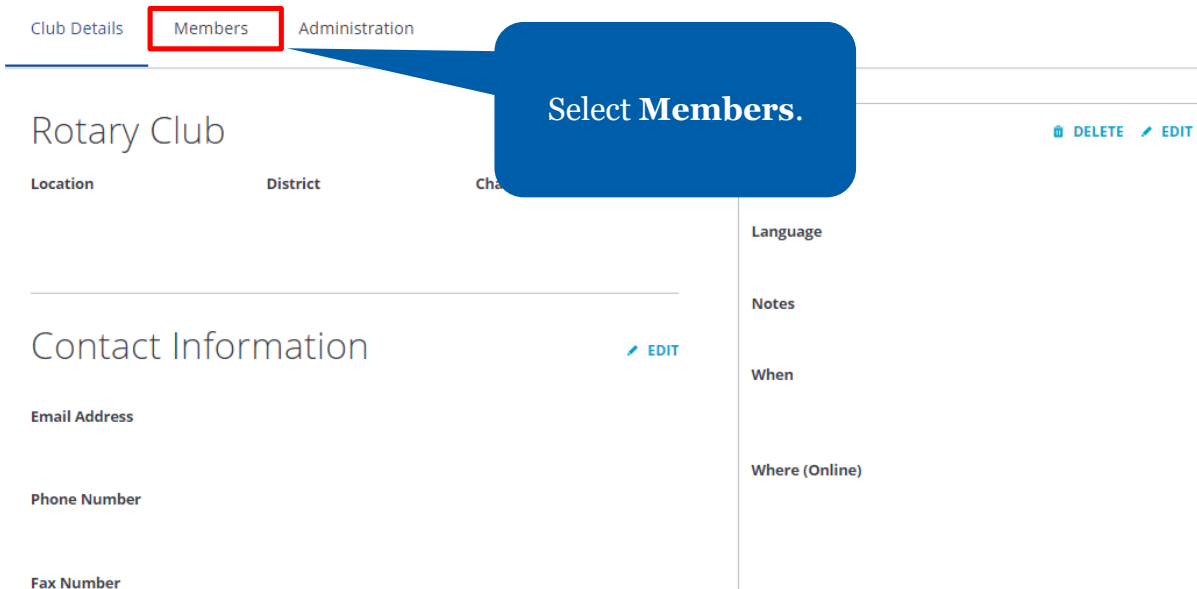 Club Details Members Administration
Select Members.
Rotary Club
DELETE EDIT
Location District
Language
Notes
Contact Information
EDIT
When
Email Address
Where (Online)
Phone Number
Fax Number